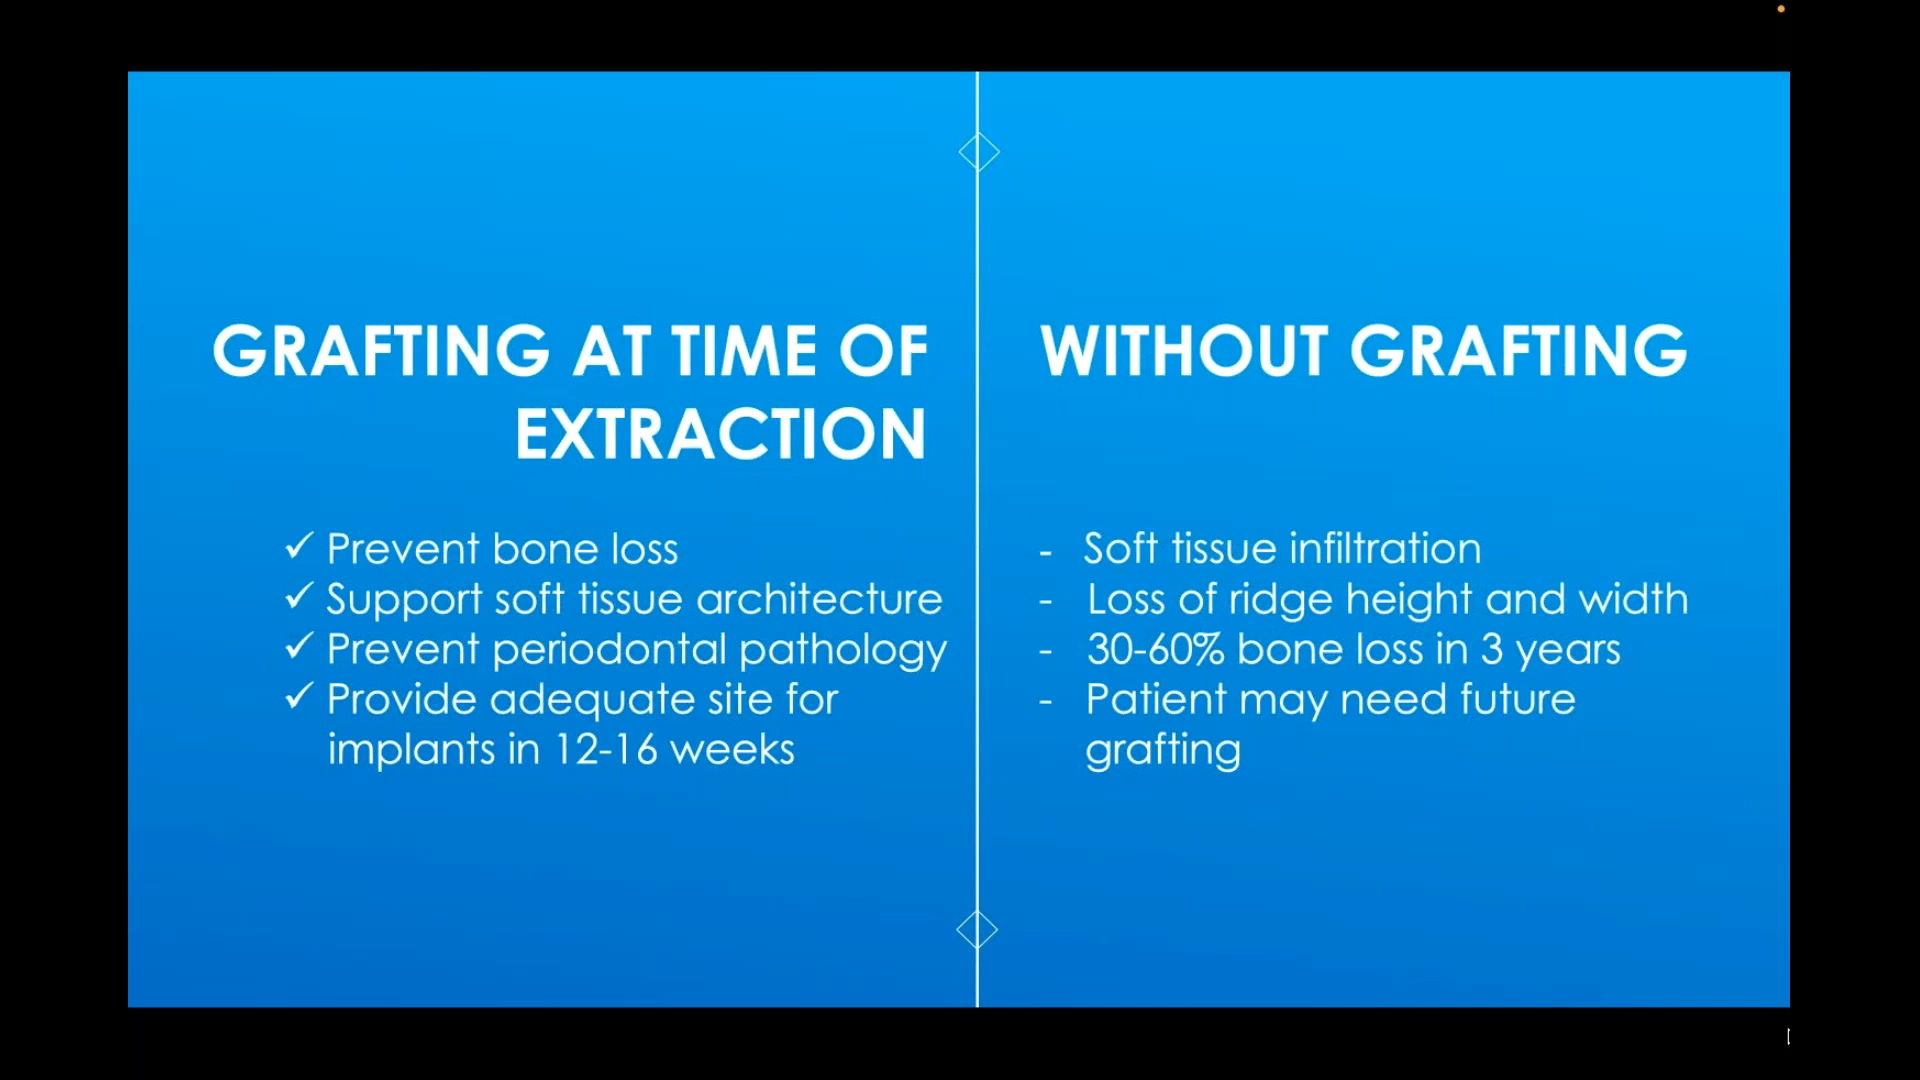 GRAFTING AT TIME OF
EXTRACTION
✓ Prevent bone loss
✓ Support soft tissue architecture
✓ Prevent periodontal pathology
✓ Provide adequate site for
implants in 12-16 weeks
WITHOUT GRAFTING
- Soft tissue infiltration
- Loss of ridge height and width
- 30-60% bone loss in 3 years
- Patient may need future
grafting